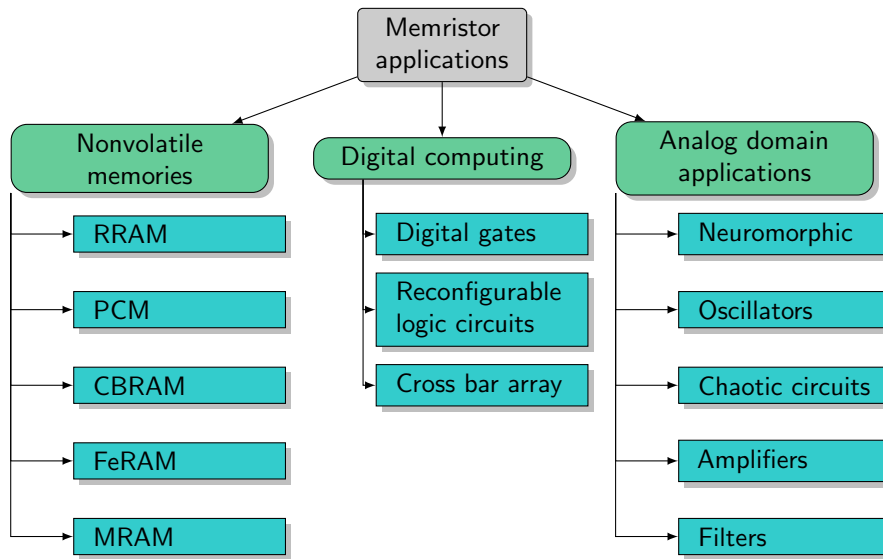 Memristor
applications
Nonvolatile
memories
RRAM
PCM
CBRAM
FeRAM
MRAM
Digital computing
Digital gates
Reconfigurable
logic circuits
Cross bar array
Analog domain
applications
Neuromorphic
Oscillators
Chaotic circuits
Amplifiers
Filters